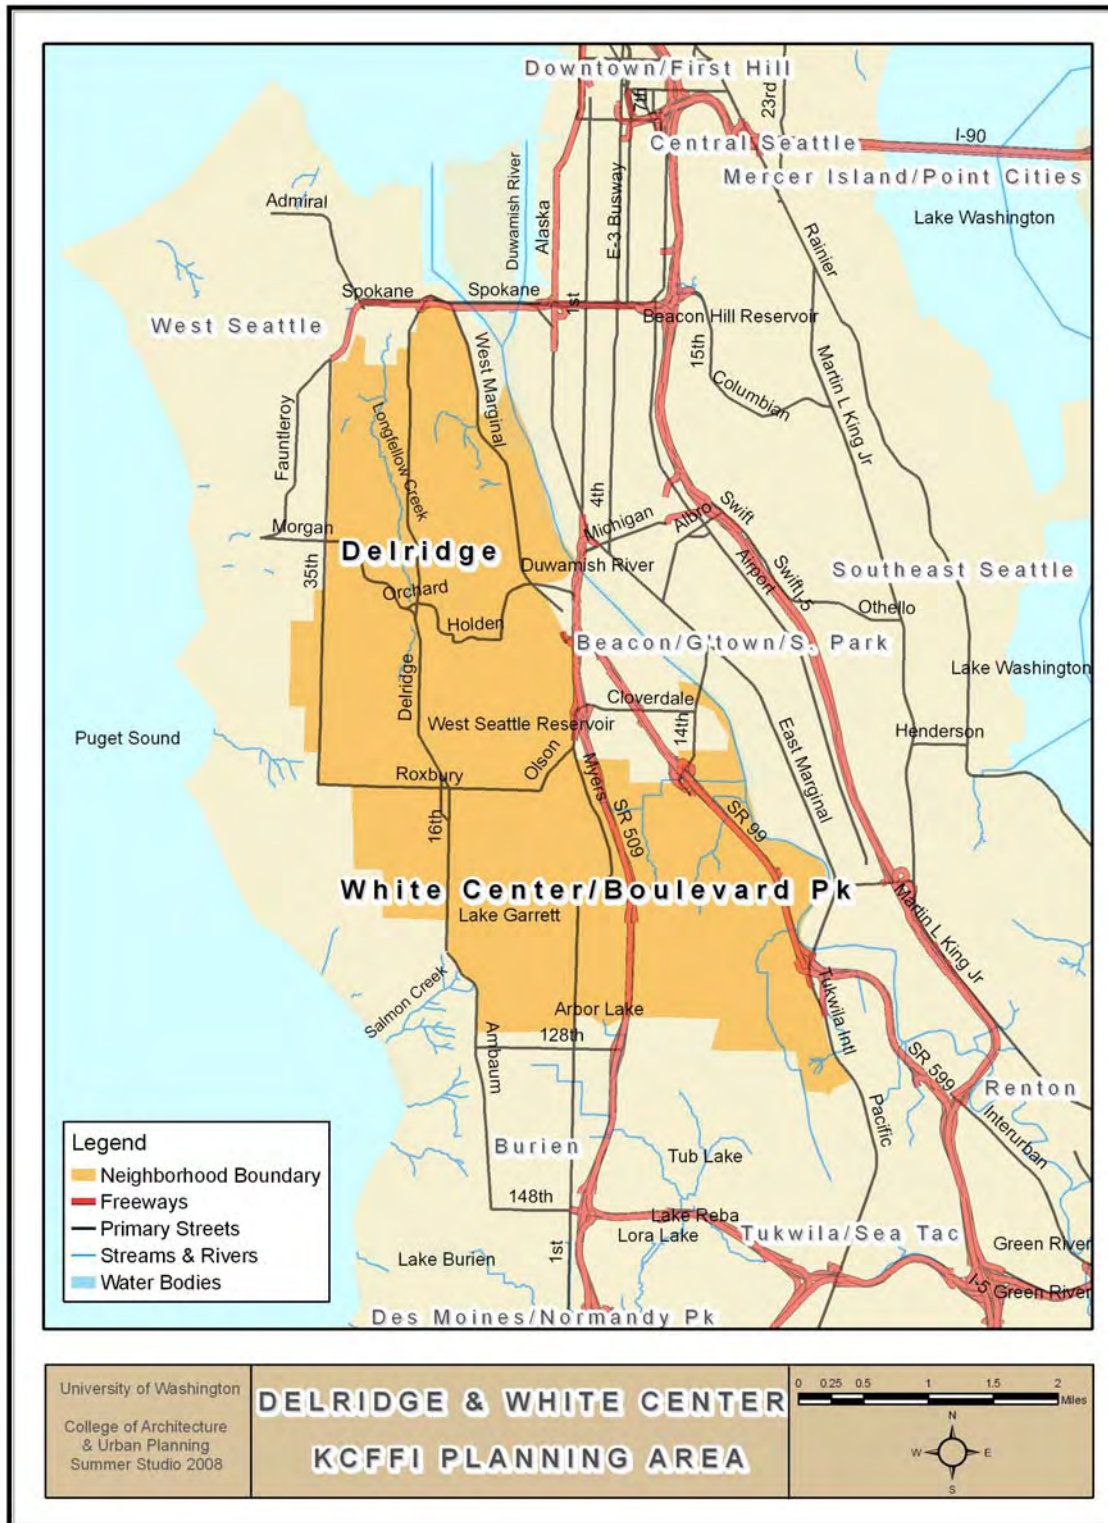 Downtown/First Hill
7th
23rd
I-90
Central Seattle
Mercer Island/Point Cities
Admiral
Duwamish River
Alaska
E-3 Busway
Lake Washington
Rainier
Spokane
Spokane
1st
West Seattle
Beacon Hill Reservoir
15th
Columbian
Martin L King Jr
West Marginal
Fauntleroy
Longfellow Creek
4th
Morgan
Michigan
Albro
Swift
Delridge
35th
Duwamish River
Airport
Swift
I-5
Southeast Seattle
Orchard
Othello
Holden
Beacon/G'town/S. Park
Lake Washington
Delridge
Cloverdale
West Seattle Reservoir
14th
East Marginal
Henderson
Puget Sound
Olson
Myers
Roxbury
16th
SR 509
SR 99
White Center/Boulevard Pk
Martin L King Jr
Lake Garrett
Salmon Creek
Arbor Lake
Tukwila Intl
128th
Ambaum
SR 599
Renton
Pacific
Interurban
Burien
Tub Lake
148th
Lake Reba
Lora Lake
Tukwila/Sea Tac
1st
Lake Burien
Green River
I-5
Green River
Des Moines/Normandy Pk
Legend
Neighborhood Boundary
Freeways
Primary Streets
Streams & Rivers
Water Bodies
University of Washington
College of Architecture
& Urban Planning
Summer Studio 2008
DELRIDGE & WHITE CENTER
KCFFI PLANNING AREA
0 0.25 0.5 1 1.5 2
Miles
N
W E
S